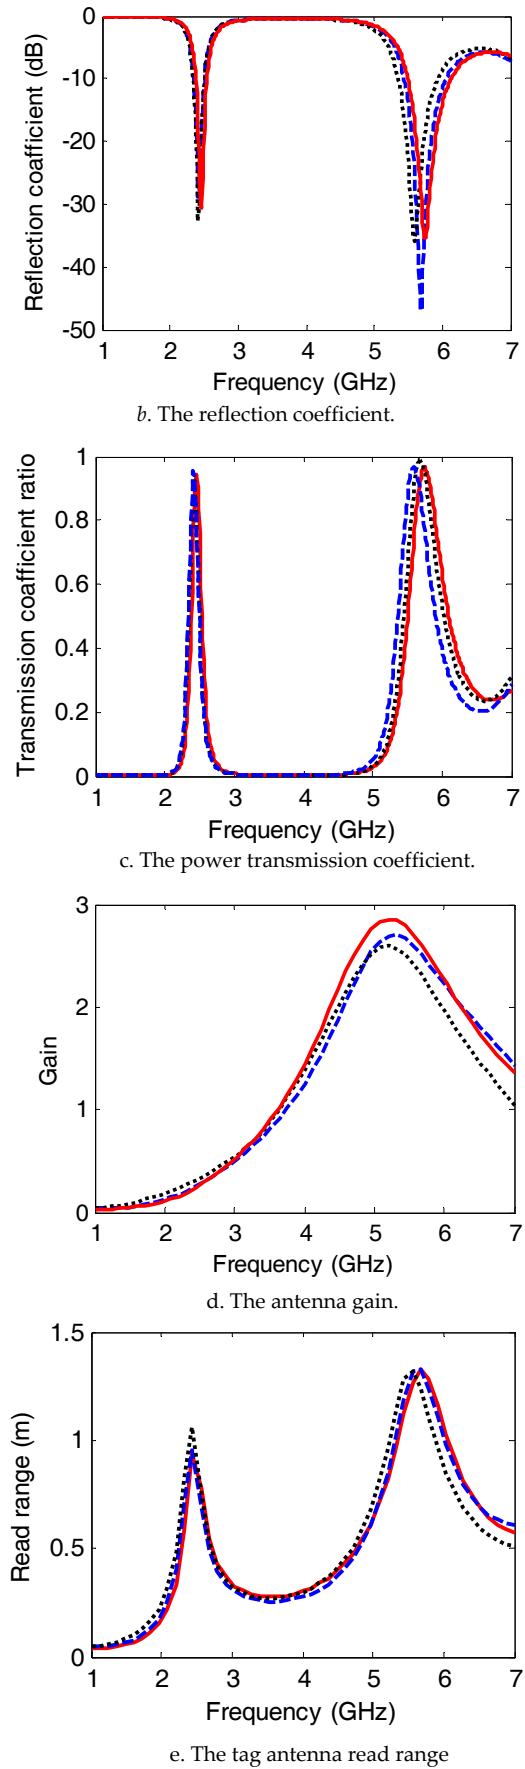 0
-10
-20
-30
-40
-50
Reflection coafficient (dB)
1 2 3 4 5 6 7
Frequency (GHz)
b. The reflection coefficient.
1
0.8
0.6
0.4
0.2
0
Transmission coafficient ratio
1 2 3 4 5 6 7
Frequency (GHz)
c. The power transmission coefficient.
3
2
1
0
Gain
1 2 3 4 5 6 7
Frequency (GHz)
d. The antenna gain.
1.5
1
0.5
0
Read range (m)
1 2 3 4 5 6 7
Frequency (GHz)
e. The tag antenna read range